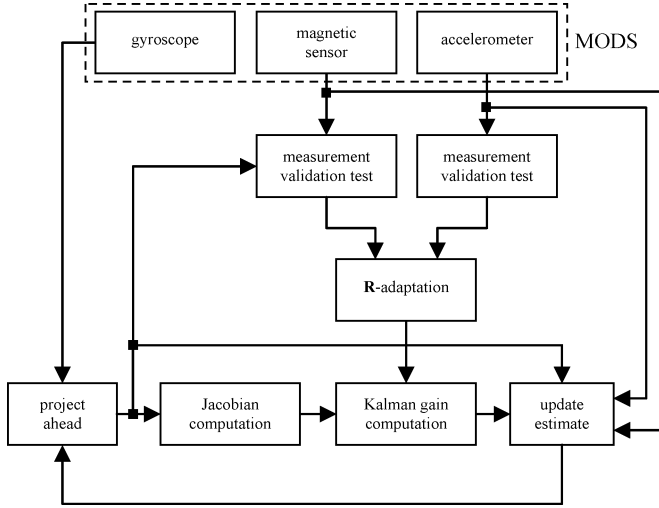 gyroscope
magnetic
sensor
accelerometer
MODS
measurement
validation test
measurement
validation test
R-adaptation
project
ahead
Jacobian
computation
Kalman gain
computation
update
estimate